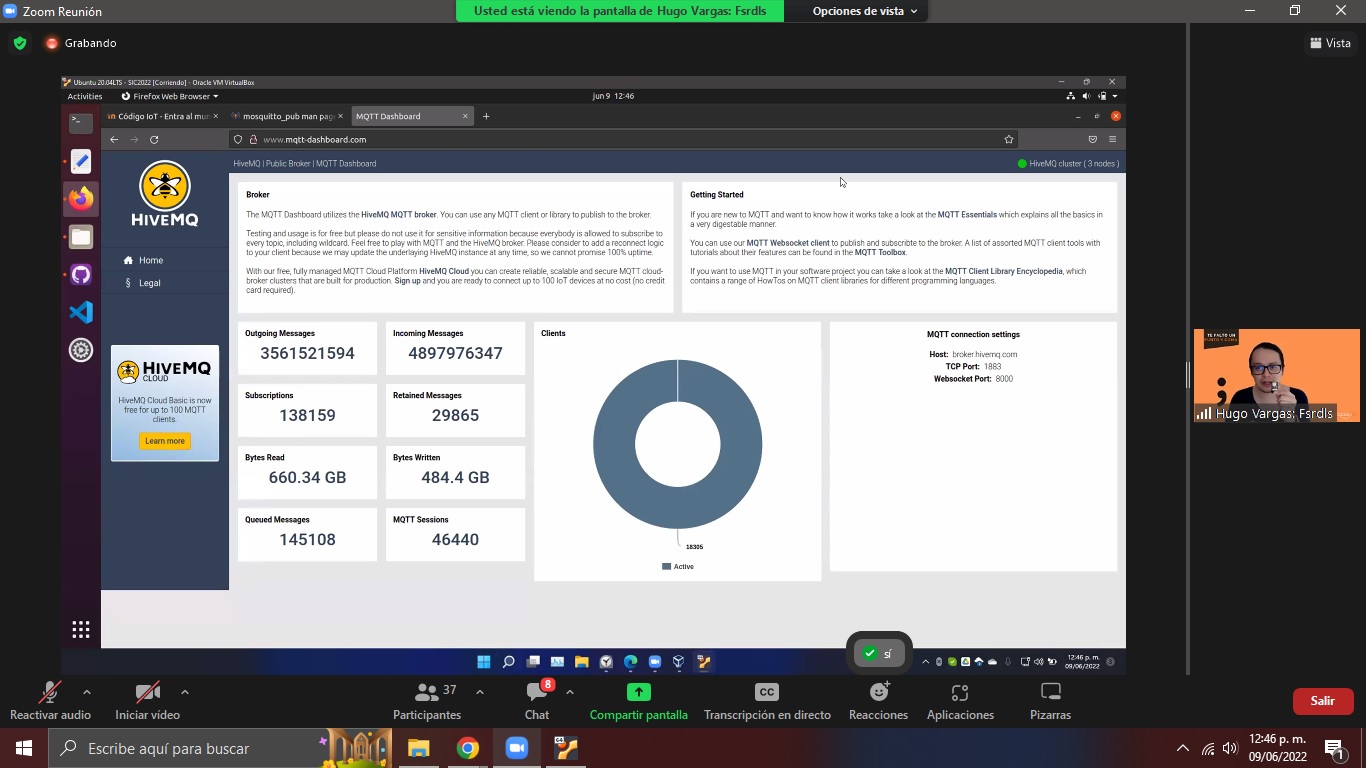 Zoom Reunión
Usted está viendo la pantalla de Hugo Vargas: Fsrdls
Opciones de vista
Grabando
Vista
Ubuntu 20.04LTS - SIC2022 [Corriendo] - Oracle VM VirtualBox
Activities
Firefox Web Browser
jun 9 12:46
Código IoT - Entra al mun
mosquitto_pub man page
MQTT Dashboard
www.mqtt-dashboard.com
HiveMQ | Public Broker | MQTT Dashboard
HiveMQ cluster ( 3 nodes )
HIVEMQ
Home
§ Legal
HIVEMQ
CLOUD
HiveMQ Cloud Basic is now
free for up to 100 MQTT
clients.
Learn more
Broker
The MQTT Dashboard utilizes the HiveMQ MQTT broker. You can use any MQTT client or library to publish to the broker.
Testing and usage is for free but please do not use it for sensitive information because everybody is allowed to subscribe to
every topic, including wildcard. Feel free to play with MQTT and the HiveMQ broker. Please consider to add a reconnect logic
to your client because we may update the underlaying HiveMQ instance at any time, so we cannot promise 100% uptime.
With our free, fully managed MQTT Cloud Platform HiveMQ Cloud you can create reliable, scalable and secure MQTT cloud-
broker clusters that are built for production. Sign up and you are ready to connect up to 100 IoT devices at no cost (no credit
card required).
Getting Started
If you are new to MQTT and want to know how it works take a look at the MQTT Essentials which explains all the basics in
a very digestable manner.
You can use our MQTT Websocket client to publish and subscribte to the broker. A list of assorted MQTT client tools with
tutorials about their features can be found in the MQTT Toolbox.
If you want to use MQTT in your software project you can take a look at the MQTT Client Library Encyclopedia, which
contains a range of HowTos on MQTT client libraries for different programming languages.
Outgoing Messages
3561521594
Incoming Messages
4897976347
Subscriptions
138159
Retained Messages
29865
Bytes Read
660.34 GB
Bytes Written
484.4 GB
Queued Messages
145108
MQTT Sessions
46440
Clients
18305
Active
MQTT connection settings
Host: broker.hivemq.com
TCP Port: 1883
Websocket Port: 8000
TE FALTO UN
PUNTO Y COMA
Hugo Vargas: Fsrdls
sí
12:46 p. m.
09/06/2022
Reactivar audio
Iniciar vídeo
37
Participantes
8
Chat
Compartir pantalla
CC
Transcripción en directo
Reacciones
Aplicaciones
Pizarras
Salir
Escribe aquí para buscar
12:46 p. m.
09/06/2022
1